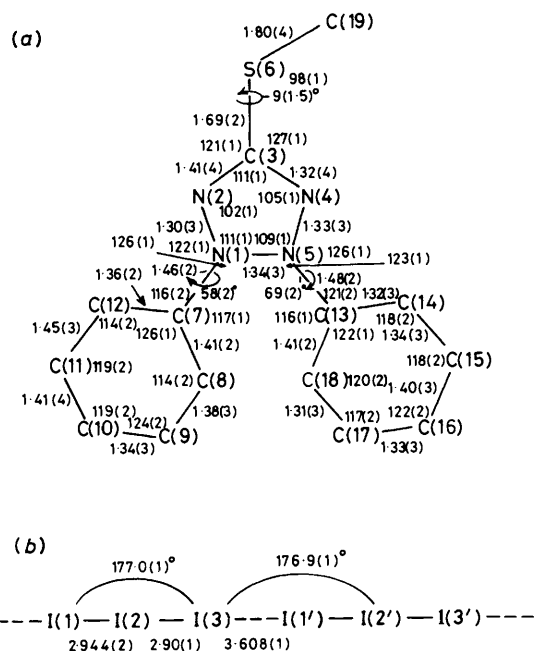 (a)
1·80(4) C(19)
S(6) 98(1)
9(1·5)°
1·69(2)
121(1) 127(1)
C(3)
1·41(4) 111(1) 1·32(4)
N(2) 105(1) N(4)
102(1)
1·30(3) 1·33(3)
126(1) 122(1) 111(1) 109(1) 126(1)
N(1) N(5) 123(1)
1·36(2) 1·46(2) 1·34(3) 1·48(2)
116(2) 58(2)° 69(2) 121(2) 1·32(3)
C(12) C(7) 117(1) 116(1) C(13) C(14)
1·45(3) 114(2) 126(1) 122(1) 118(2) 1·34(3)
1·41(2) 1·41(2)
C(11) 119(2) 118(2) C(15)
114(2) C(8) C(18) 120(2) 1·40(3)
1·41(4) 119(2) 1·38(3) 1·31(3) 117(2) 122(2)
C(10) 124(2) C(9) C(17) C(16)
1·34(3) 1·33(3)
(b)
177·0(1)° 176·9(1)°
I(1) I(2) I(3) I(1') I(2') I(3')
2·944(2) 2·90(1) 3·608(1)